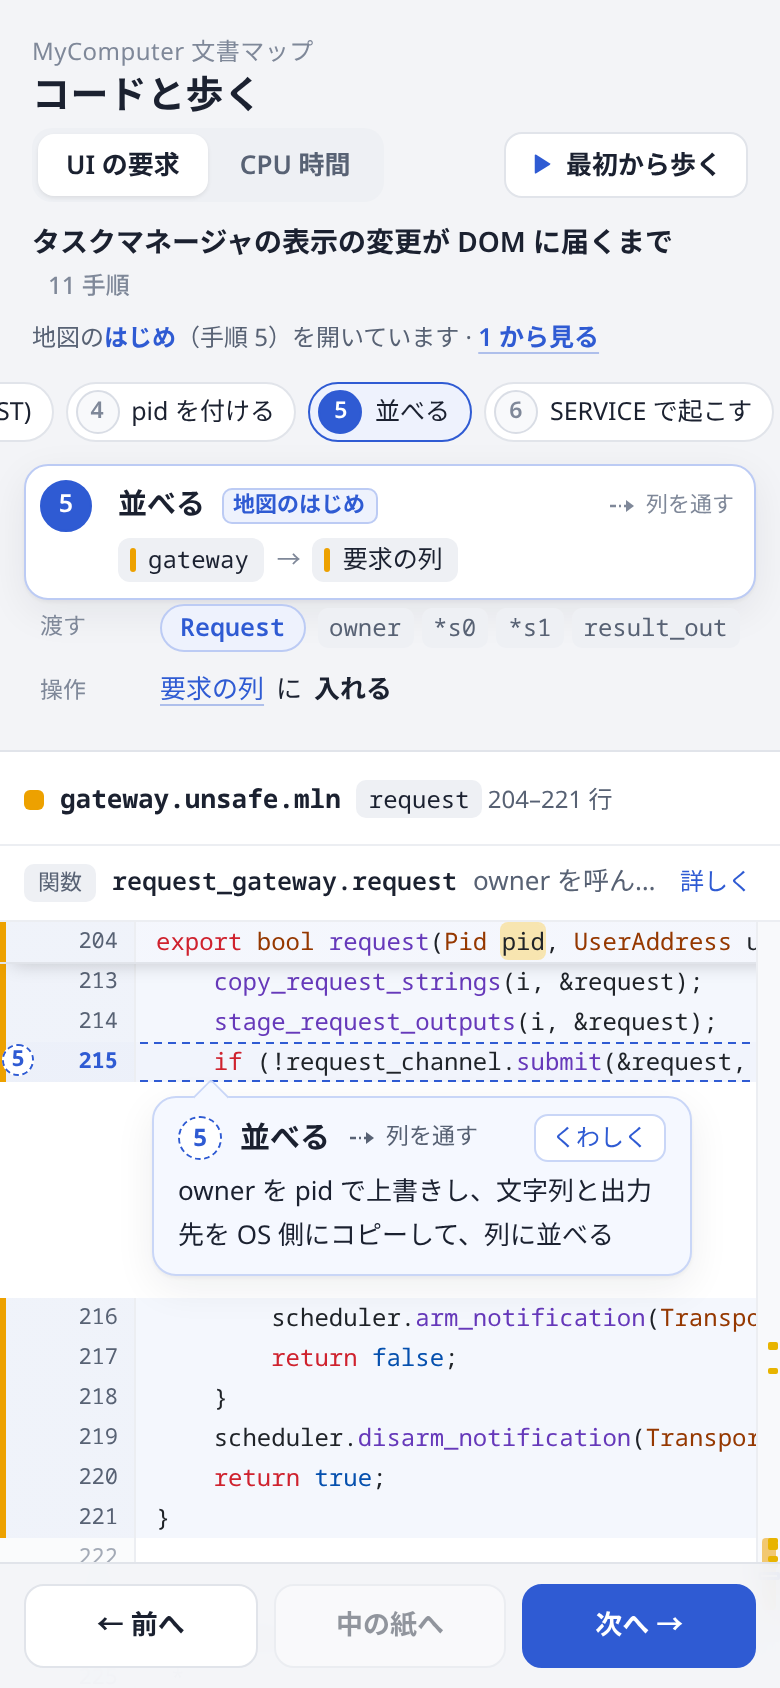 MyComputer 文書マップ
コードと歩く
UI の要求 CPU 時間 ▶ 最初から歩く
タスクマネージャの表示の変更が DOM に届くまで
11 手順
地図のはじめ（手順 5）を開いています · 1 から見る
ST) 4 pid を付ける 5 並べる 6 SERVICE で起こす
5 並べる 地図のはじめ ⇢ 列を通す
gateway → 要求の列
渡す Request owner *s0 *s1 result_out
操作 要求の列 に 入れる
gateway.unsafe.mln request 204–221 行
関数 request_gateway.request owner を呼ん… 詳しく
204 export bool request(Pid pid, UserAddress u
213 copy_request_strings(i, &request);
214 stage_request_outputs(i, &request);
5 215 if (!request_channel.submit(&request,
5 並べる ⇢ 列を通す くわしく
owner を pid で上書きし、文字列と出力
先を OS 側にコピーして、列に並べる
216 scheduler.arm_notification(Transpo
217 return false;
218 }
219 scheduler.disarm_notification(Transpor
220 return true;
221 }
222
← 前へ 中の紙へ 次へ →